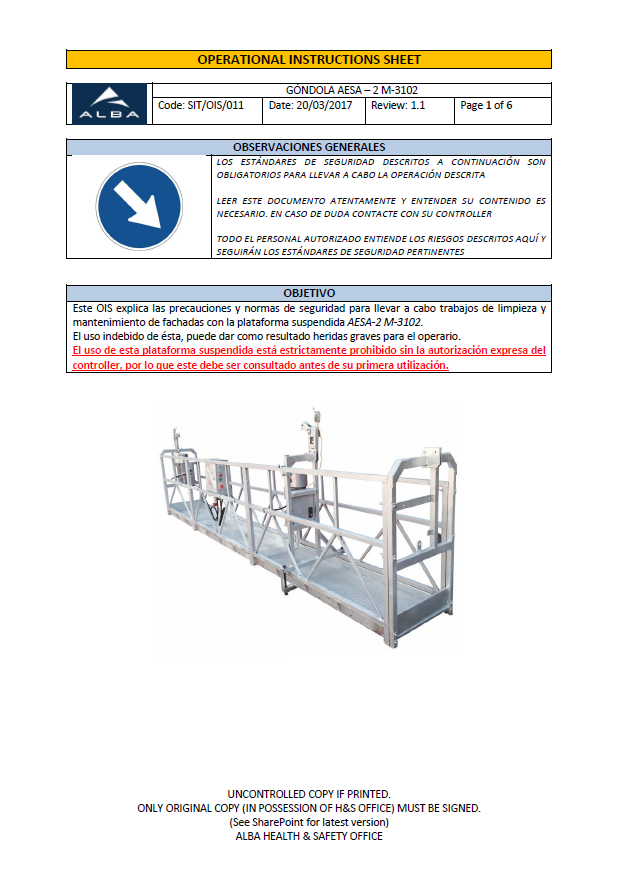 OPERATIONAL INSTRUCTIONS SHEET
ALBA
GÓNDOLA AESA – 2 M-3102
Code: SIT/OIS/011
Date: 20/03/2017
Review: 1.1
Page 1 of 6
OBSERVACIONES GENERALES
LOS ESTÁNDARES DE SEGURIDAD DESCRITOS A CONTINUACIÓN SON
OBLIGATORIOS PARA LLEVAR A CABO LA OPERACIÓN DESCRITA
LEER ESTE DOCUMENTO ATENTAMENTE Y ENTENDER SU CONTENIDO ES
NECESARIO. EN CASO DE DUDA CONTACTE CON SU CONTROLLER
TODO EL PERSONAL AUTORIZADO ENTIENDE LOS RIESGOS DESCRITOS AQUÍ Y
SEGUIRÁN LOS ESTÁNDARES DE SEGURIDAD PERTINENTES
OBJETIVO
Este OIS explica las precauciones y normas de seguridad para llevar a cabo trabajos de limpieza y
mantenimiento de fachadas con la plataforma suspendida AESA-2 M-3102.
El uso indebido de ésta, puede dar como resultado heridas graves para el operario.
El uso de esta plataforma suspendida está estrictamente prohibido sin la autorización expresa del
controller, por lo que este debe ser consultado antes de su primera utilización.
UNCONTROLLED COPY IF PRINTED.
ONLY ORIGINAL COPY (IN POSSESSION OF H&S OFFICE) MUST BE SIGNED.
(See SharePoint for latest version)
ALBA HEALTH & SAFETY OFFICE